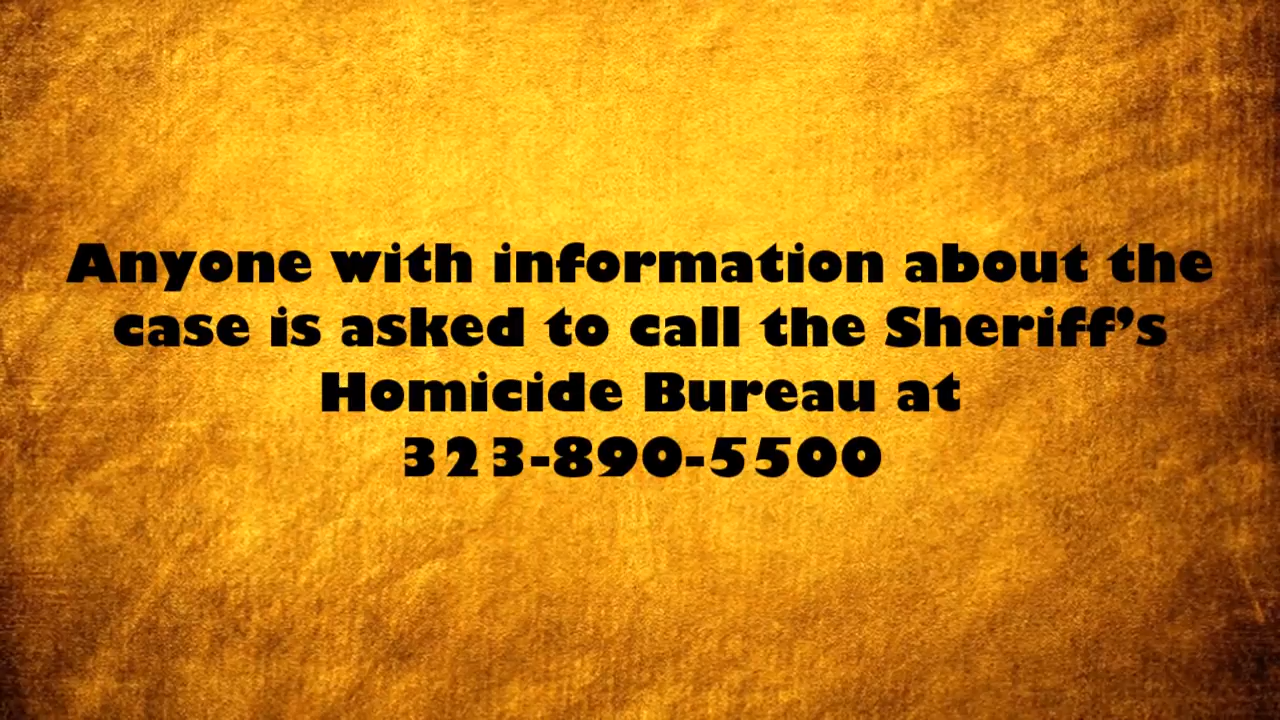 Anyone with information about the
case is asked to call the Sheriff’s
Homicide Bureau at
323-890-5500